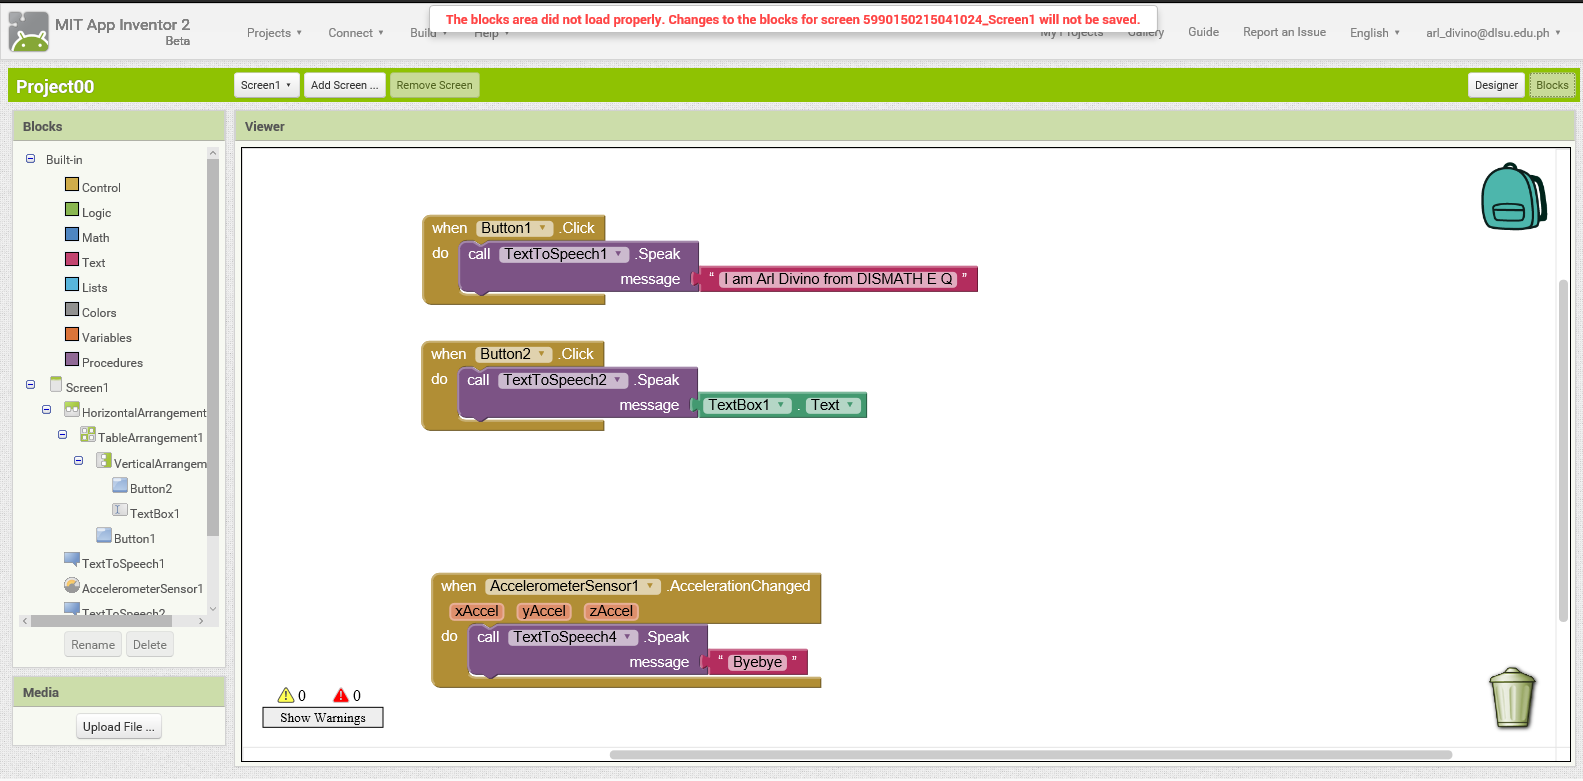 The blocks area did not load properly. Changes to the blocks for screen 5990150215041024_Screen1 will not be saved.
MIT App Inventor 2
Beta
Projects Connect Build Help My Projects Gallery Guide Report an Issue English arl_divino@dlsu.edu.ph
Project00 Screen1 Add Screen ... Remove Screen Designer Blocks
Blocks
Built-in
Control
Logic
Math
Text
Lists
Colors
Variables
Procedures
Screen1
HorizontalArrangement
TableArrangement1
VerticalArrangem
Button2
TextBox1
Button1
TextToSpeech1
AccelerometerSensor1
TextToSpeech2
Rename Delete
Media
Upload File ...
Viewer
when Button1 .Click
do call TextToSpeech1 .Speak
message “ I am Arl Divino from DISMATH E Q ”
when Button2 .Click
do call TextToSpeech2 .Speak
message TextBox1 . Text
when AccelerometerSensor1 .AccelerationChanged
xAccel yAccel zAccel
do call TextToSpeech4 .Speak
message “ Byebye ”
0 0
Show Warnings